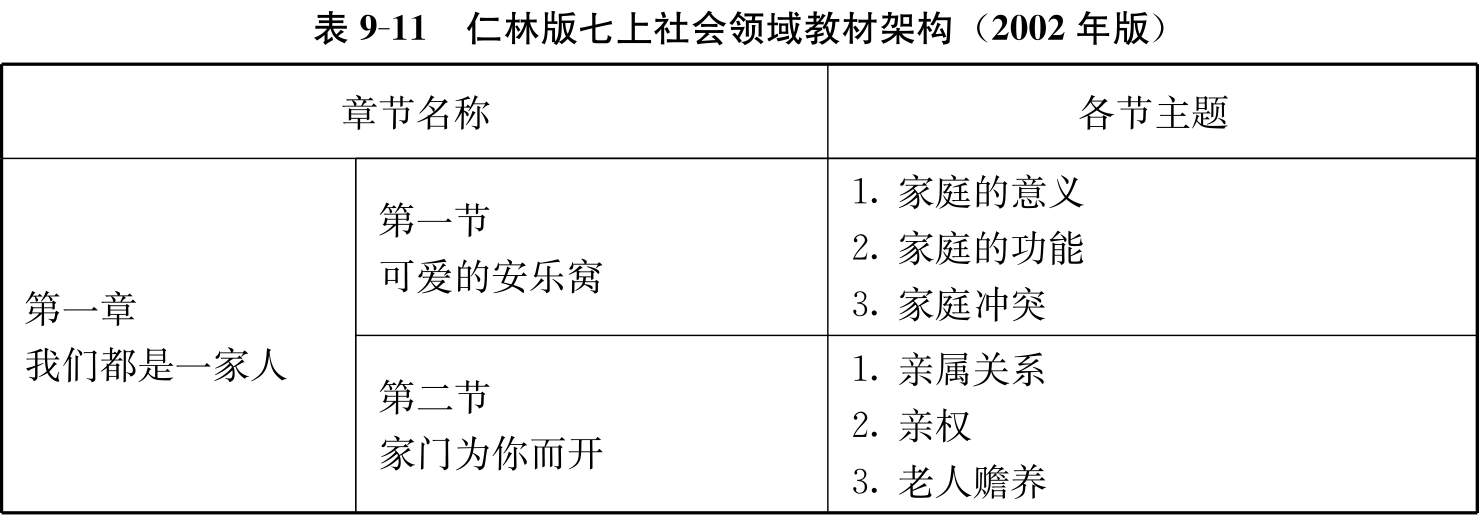 表 9-11 仁林版七上社会领域教材架构（2002 年版）
章节名称
各节主题
第一章
我们都是一家人
第一节
可爱的安乐窝
1. 家庭的意义
2. 家庭的功能
3. 家庭冲突
第二节
家门为你而开
1. 亲属关系
2. 亲权
3. 老人赡养